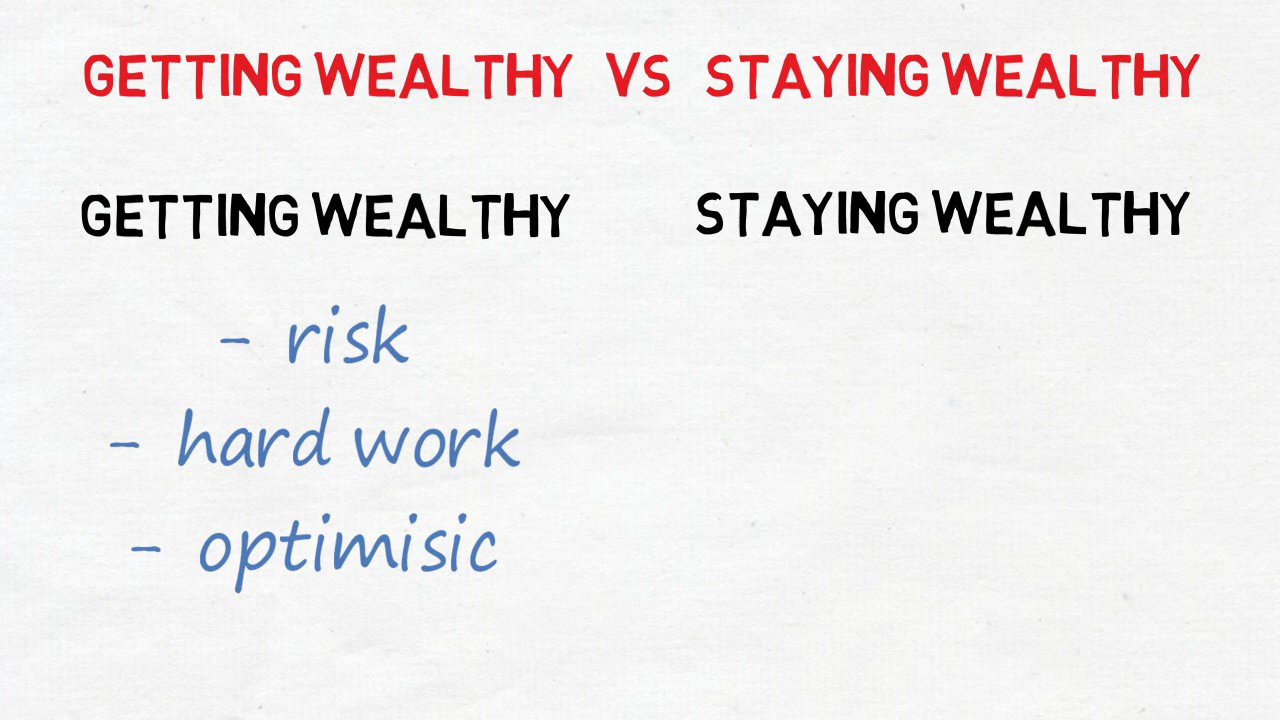 GETTING WEALTHY VS STAYING WEALTHY
GETTING WEALTHY STAYING WEALTHY
- risk
- hard work
- optimisic